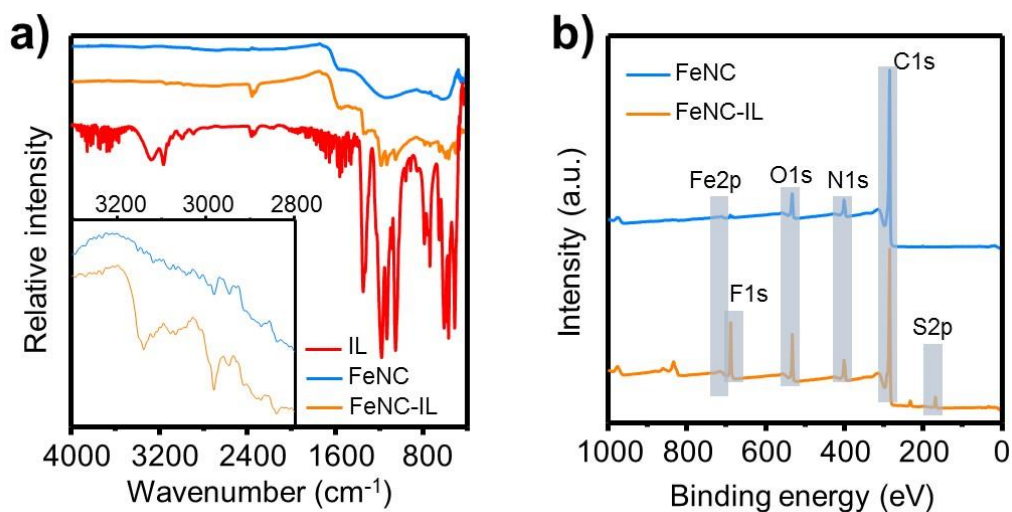 a)
Relative intensity
3200 3000 2800
IL
FeNC
FeNC-IL
4000 3200 2400 1600 800
Wavenumber (cm⁻¹)
b)
FeNC
FeNC-IL
C1s
Fe2p
O1s
N1s
F1s
S2p
Intensity (a.u.)
1000 800 600 400 200 0
Binding energy (eV)